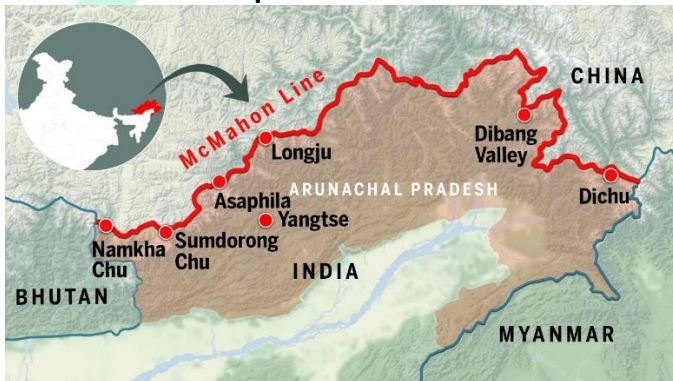 CHINA
McMahon Line
Dibang
Valley
Longju
ARUNACHAL PRADESH
Asaphila
Dichu
Yangtse
Namkha
Chu
Sumdorong
Chu
INDIA
BHUTAN
MYANMAR